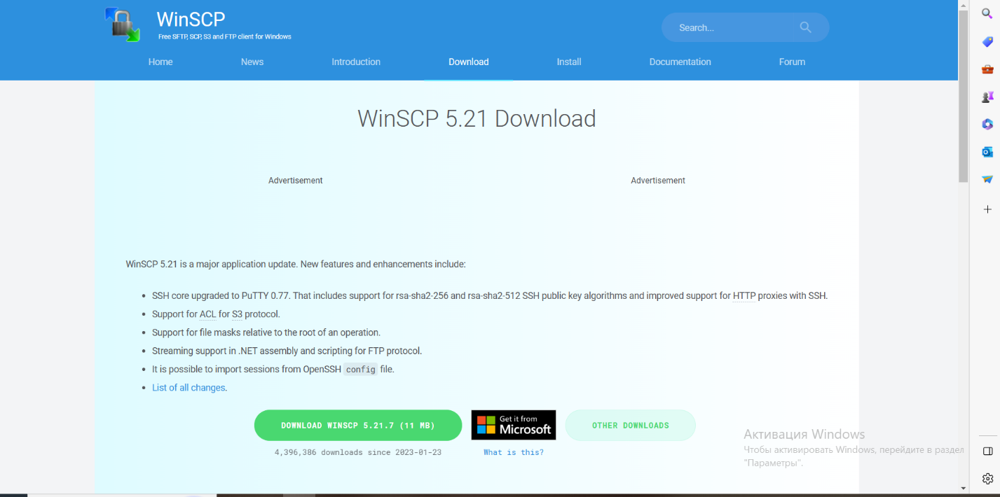 WinSCP
Free SFTP, SCP, S3 and FTP client for Windows
Search...
Home
News
Introduction
Download
Install
Documentation
Forum
WinSCP 5.21 Download
Advertisement
Advertisement
WinSCP 5.21 is a major application update. New features and enhancements include:
• SSH core upgraded to PuTTY 0.77. That includes support for rsa-sha2-256 and rsa-sha2-512 SSH public key algorithms and improved support for HTTP proxies with SSH.
• Support for ACL for S3 protocol.
• Support for file masks relative to the root of an operation.
• Streaming support in .NET assembly and scripting for FTP protocol.
• It is possible to import sessions from OpenSSH config file.
• List of all changes.
DOWNLOAD WINSCP 5.21.7 (11 MB)
Get it from
Microsoft
OTHER DOWNLOADS
4,396,386 downloads since 2023-01-23
What is this?
Активация Windows
Чтобы активировать Windows, перейдите в раздел
"Параметры".